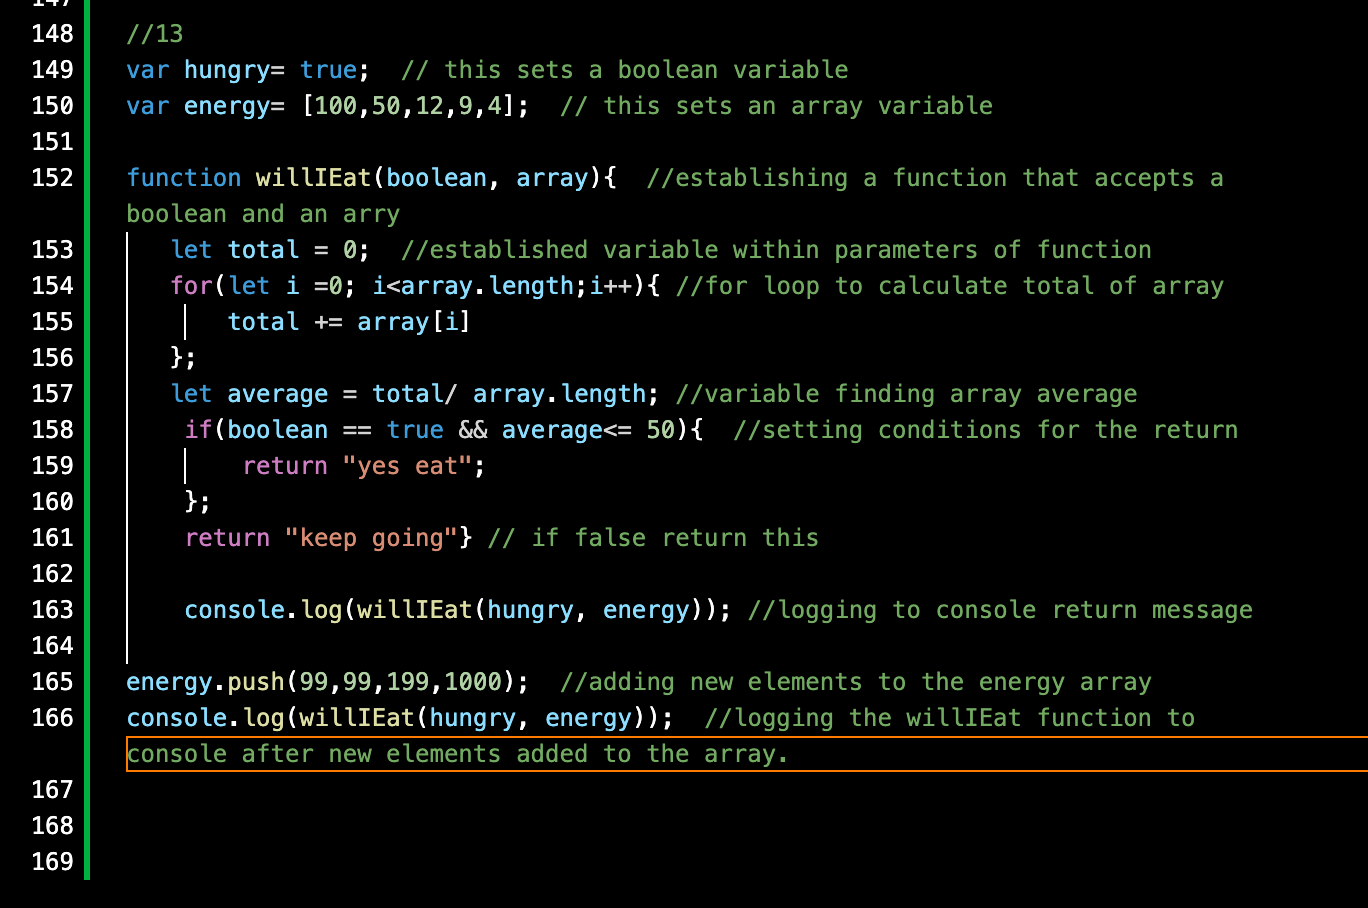 147
148 //13
149 var hungry= true;  // this sets a boolean variable
150 var energy= [100,50,12,9,4];  // this sets an array variable
151
152 function willIEat(boolean, array){  //establishing a function that accepts a
boolean and an arry
153    let total = 0;  //established variable within parameters of function
154    for(let i =0; i<array.length;i++){ //for loop to calculate total of array
155        total += array[i]
156    };
157    let average = total/ array.length; //variable finding array average
158     if(boolean == true && average<= 50){  //setting conditions for the return
159         return "yes eat";
160     };
161     return "keep going"} // if false return this
162
163     console.log(willIEat(hungry, energy)); //logging to console return message
164
165 energy.push(99,99,199,1000);  //adding new elements to the energy array
166 console.log(willIEat(hungry, energy));  //logging the willIEat function to
console after new elements added to the array.
167
168
169